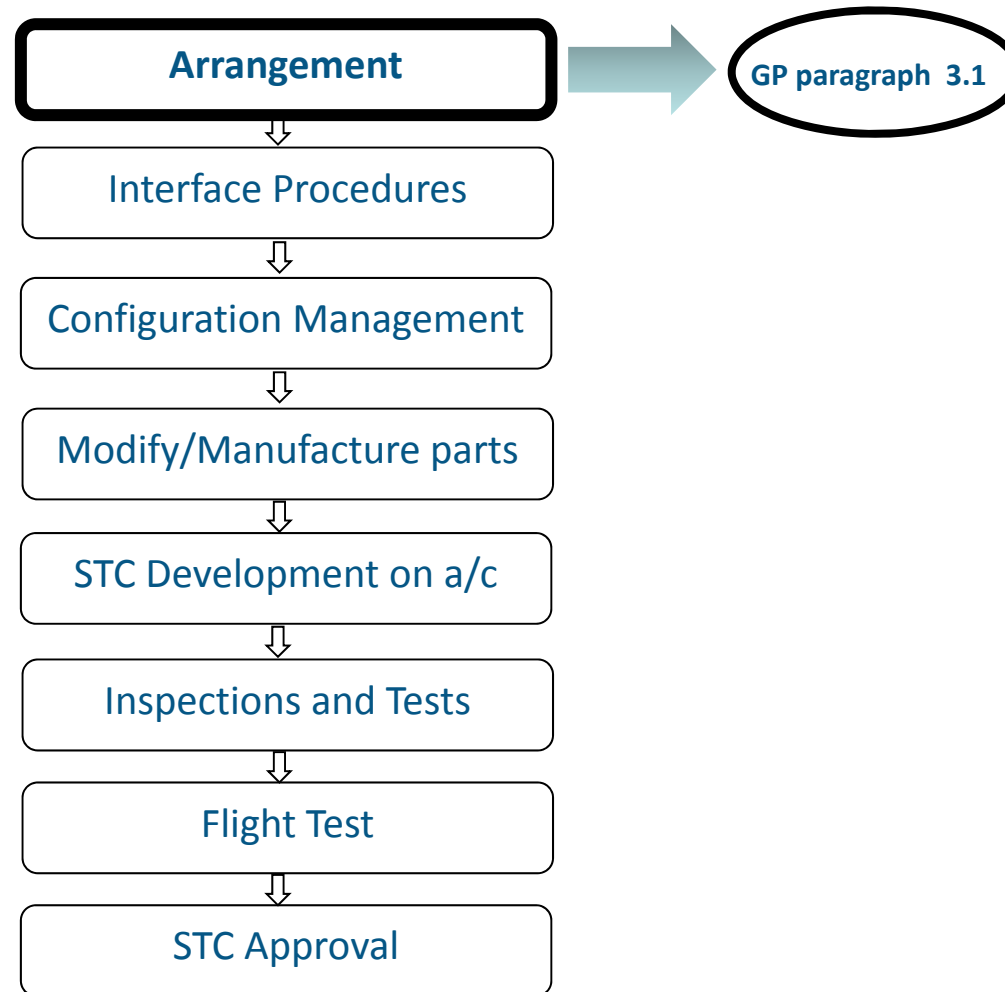 Arrangement
GP paragraph 3.1
Interface Procedures
Configuration Management
Modify/Manufacture parts
STC Development on a/c
Inspections and Tests
Flight Test
STC Approval